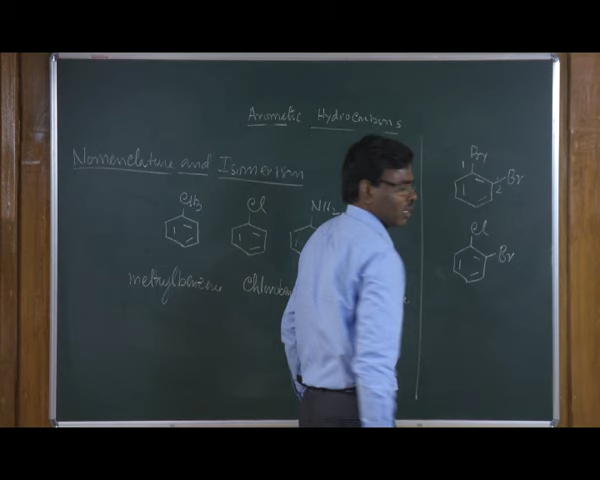 Aromatic Hydrocarbons
Nomenclature and Isomerism
CH3 Cl NH2
methylbenzene
1 Br
2 Br
Cl
Br